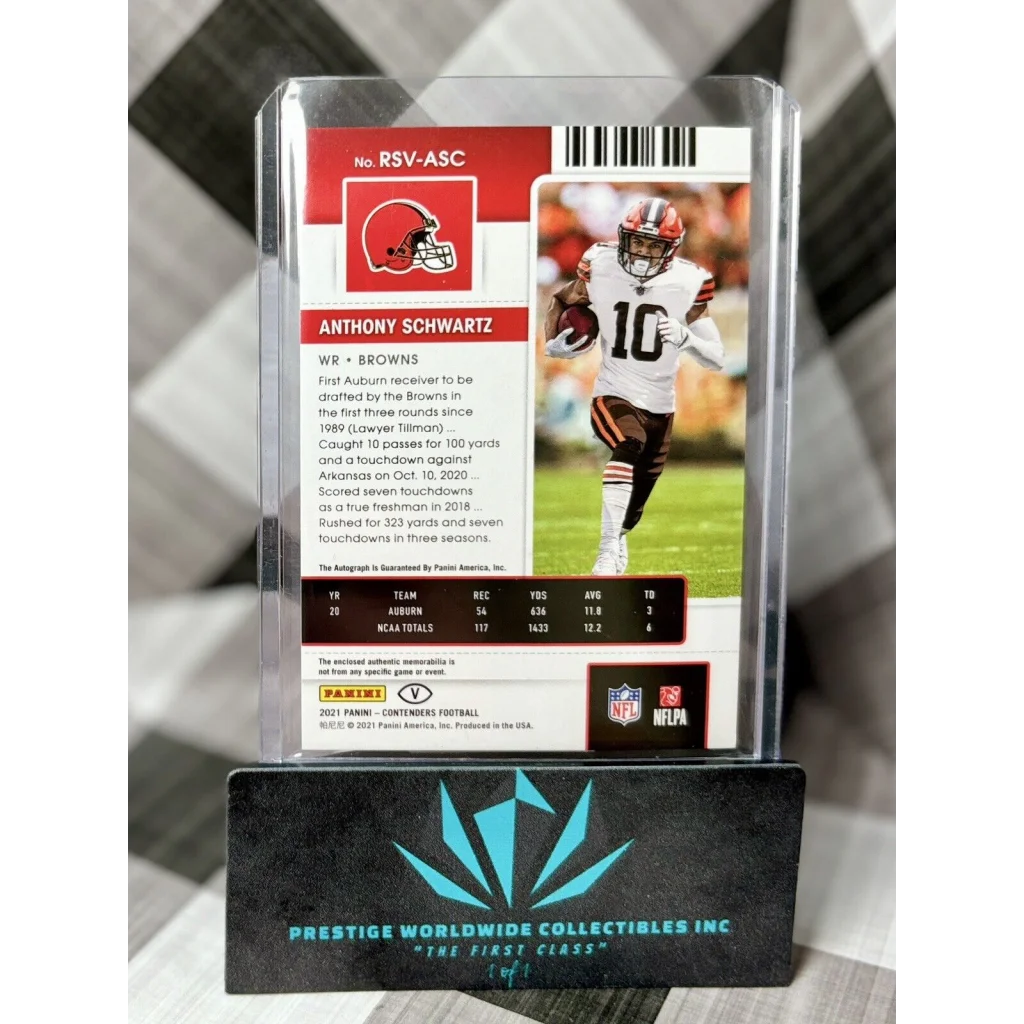 No. RSV-ASC
ANTHONY SCHWARTZ
WR • BROWNS
First Auburn receiver to be
drafted by the Browns in
the first three rounds since
1989 (Lawyer Tillman) ...
Caught 10 passes for 100 yards
and a touchdown against
Arkansas on Oct. 10, 2020 ...
Scored seven touchdowns
as a true freshman in 2018 ...
Rushed for 323 yards and seven
touchdowns in three seasons.
The Autograph Is Guaranteed By Panini America, Inc.
10
YR TEAM REC YDS AVG TD
20 AUBURN 54 636 11.8 3
NCAA TOTALS 117 1433 12.2 6
The enclosed authentic memorabilia is
not from any specific game or event.
PANINI V
2021 PANINI – CONTENDERS FOOTBALL
帕尼尼 © 2021 Panini America, Inc. Produced in the USA.
NFL NFLPA
PRESTIGE WORLDWIDE COLLECTIBLES INC
"THE FIRST CLASS"
1 of 1